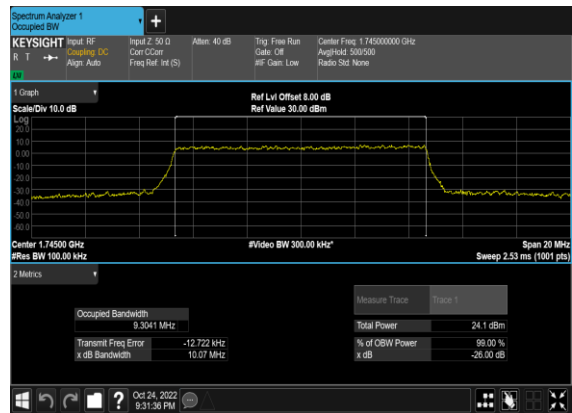 Spectrum Analyzer 1
Occupied BW
+
KEYSIGHT Input: RF Input Z: 50 Ω Atten: 40 dB Trig: Free Run Center Freq: 1.745000000 GHz
R T Coupling: DC Corr CCorr Gate: Off Avg|Hold: 500/500
Align: Auto Freq Ref: Int (S) #IF Gain: Low Radio Std: None
1 Graph
Ref Lvl Offset 8.00 dB
Scale/Div 10.0 dB Ref Value 30.00 dBm
Log
20.0
10.0
0.00
-10.0
-20.0
-30.0
-40.0
-50.0
-60.0
Center 1.74500 GHz #Video BW 300.00 kHz* Span 20 MHz
#Res BW 100.00 kHz Sweep 2.53 ms (1001 pts)
2 Metrics
Measure Trace Trace 1
Occupied Bandwidth
9.3041 MHz Total Power 24.1 dBm
Transmit Freq Error -12.722 kHz % of OBW Power 99.00 %
x dB Bandwidth 10.07 MHz x dB -26.00 dB
? Oct 24, 2022
9:31:36 PM